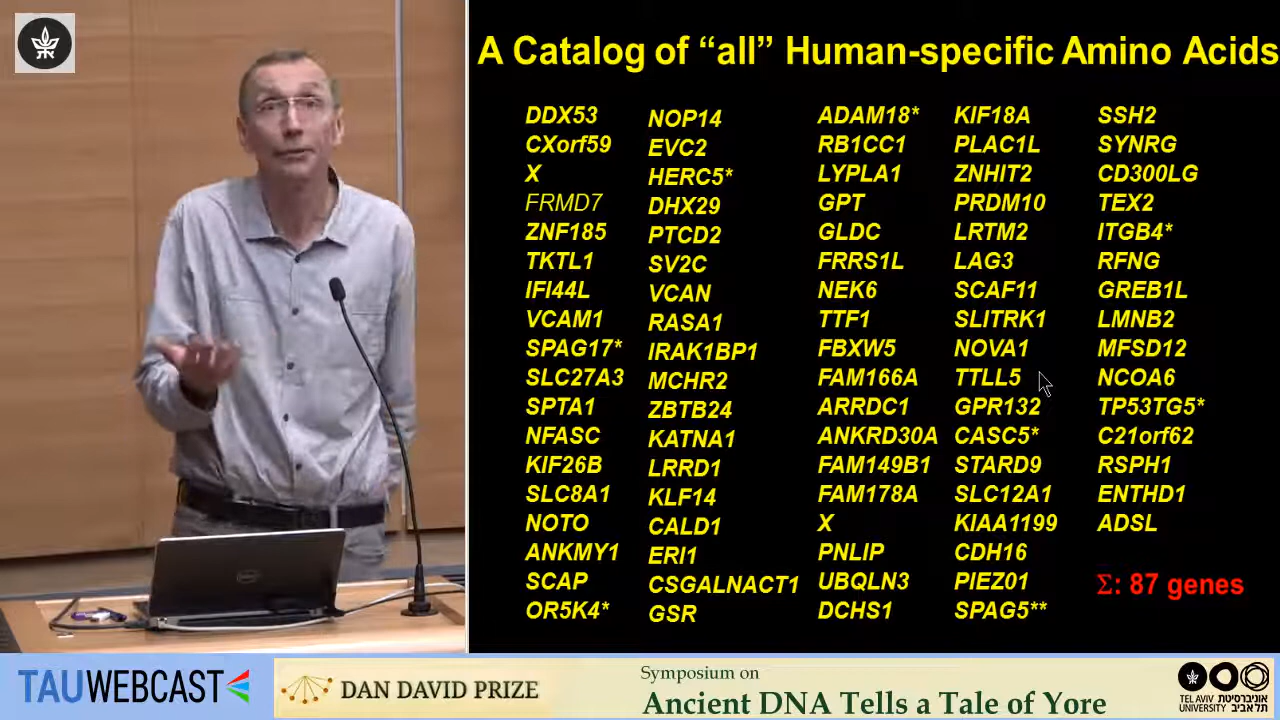 A Catalog of “all” Human-specific Amino Acids
DDX53
CXorf59
X
FRMD7
ZNF185
TKTL1
IFI44L
VCAM1
SPAG17*
SLC27A3
SPTA1
NFASC
KIF26B
SLC8A1
NOTO
ANKMY1
SCAP
OR5K4*
NOP14
EVC2
HERC5*
DHX29
PTCD2
SV2C
VCAN
RASA1
IRAK1BP1
MCHR2
ZBTB24
KATNA1
LRRD1
KLF14
CALD1
ERI1
CSGALNACT1
GSR
ADAM18*
RB1CC1
LYPLA1
GPT
GLDC
FRRS1L
NEK6
TTF1
FBXW5
FAM166A
ARRDC1
ANKRD30A
FAM149B1
FAM178A
X
PNLIP
UBQLN3
DCHS1
KIF18A
PLAC1L
ZNHIT2
PRDM10
LRTM2
LAG3
SCAF11
SLITRK1
NOVA1
TTLL5
GPR132
CASC5*
STARD9
SLC12A1
KIAA1199
CDH16
PIEZ01
SPAG5**
SSH2
SYNRG
CD300LG
TEX2
ITGB4*
RFNG
GREB1L
LMNB2
MFSD12
NCOA6
TP53TG5*
C21orf62
RSPH1
ENTHD1
ADSL
Σ: 87 genes
TAUWEBCAST
DAN DAVID PRIZE
Symposium on
Ancient DNA Tells a Tale of Yore
TEL AVIV אוניברסיטת
UNIVERSITY תל אביב